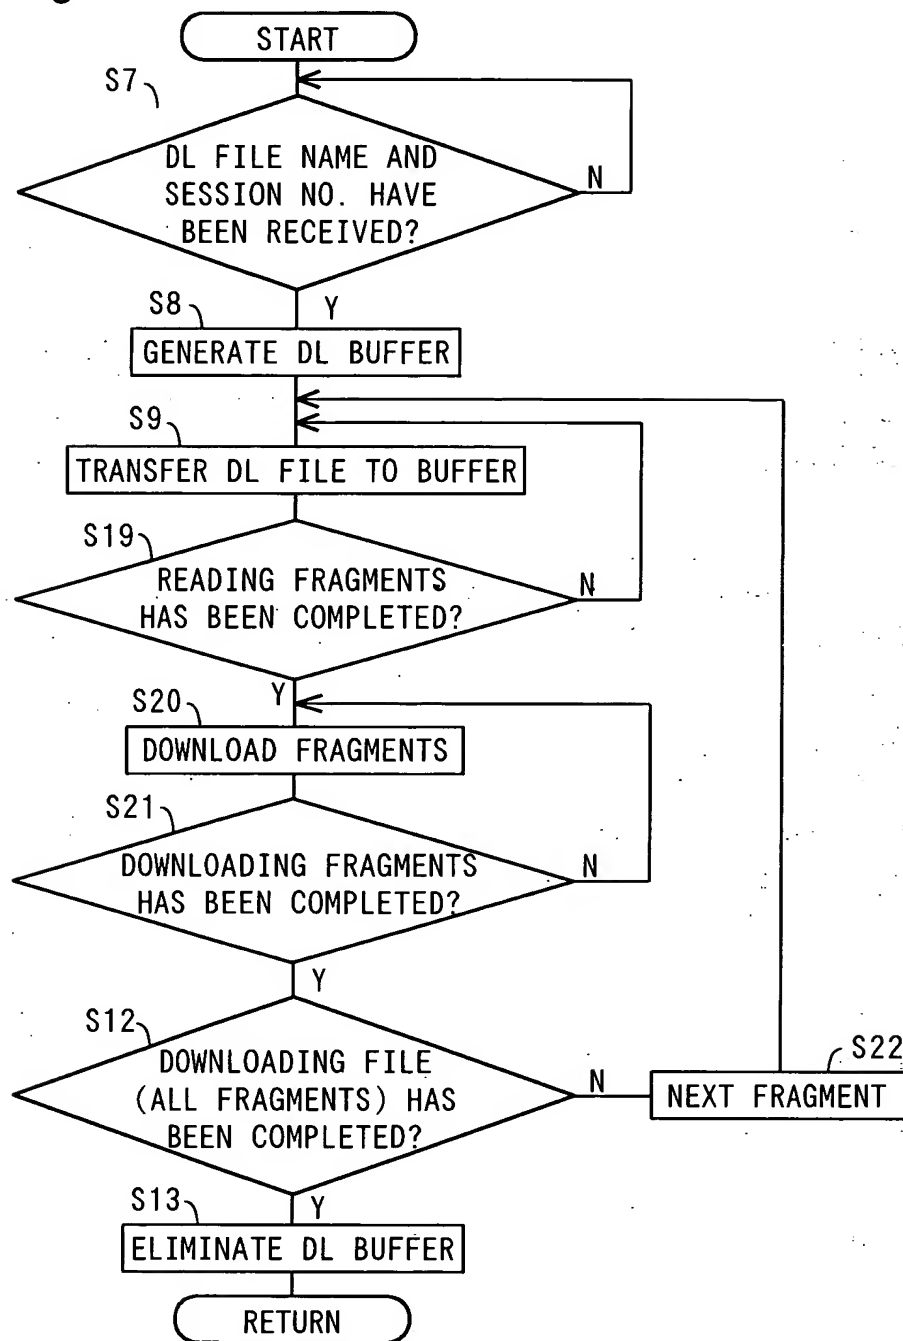 START
S7
DL FILE NAME AND
SESSION NO. HAVE
BEEN RECEIVED?
N
Y
S8
GENERATE DL BUFFER
S9
TRANSFER DL FILE TO BUFFER
S19
READING FRAGMENTS
HAS BEEN COMPLETED?
N
Y
S20
DOWNLOAD FRAGMENTS
S21
DOWNLOADING FRAGMENTS
HAS BEEN COMPLETED?
N
Y
S12
DOWNLOADING FILE
(ALL FRAGMENTS) HAS
BEEN COMPLETED?
N
S22
NEXT FRAGMENT
Y
S13
ELIMINATE DL BUFFER
RETURN